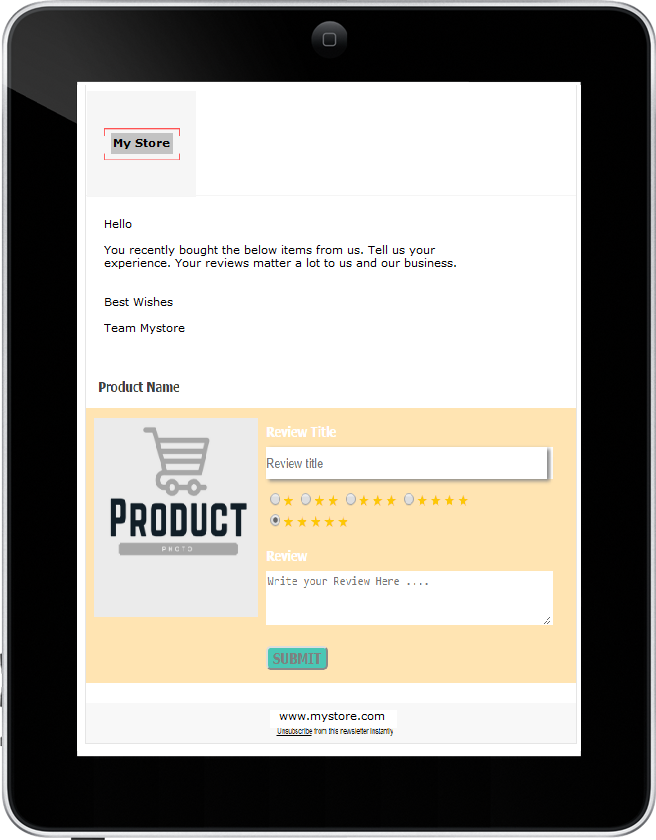 My Store
Hello
You recently bought the below items from us. Tell us your
experience. Your reviews matter a lot to us and our business.
Best Wishes
Team Mystore
Product Name
PRODUCT
PHOTO
Review Title
Review title
Review
Write your Review Here ....
SUBMIT
www.mystore.com
Unsubscribe from this newsletter instantly